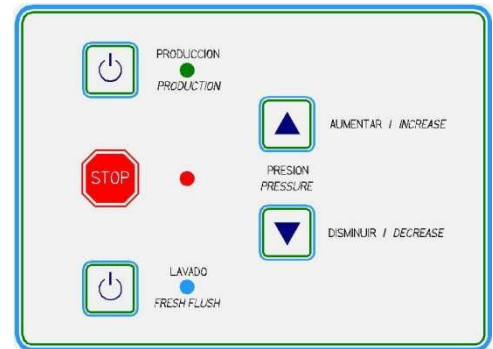 PRODUCCION
PRODUCTION
AUMENTAR / INCREASE
STOP
PRESION
PRESSURE
DISMINUIR / DECREASE
LAVADO
FRESH FLUSH